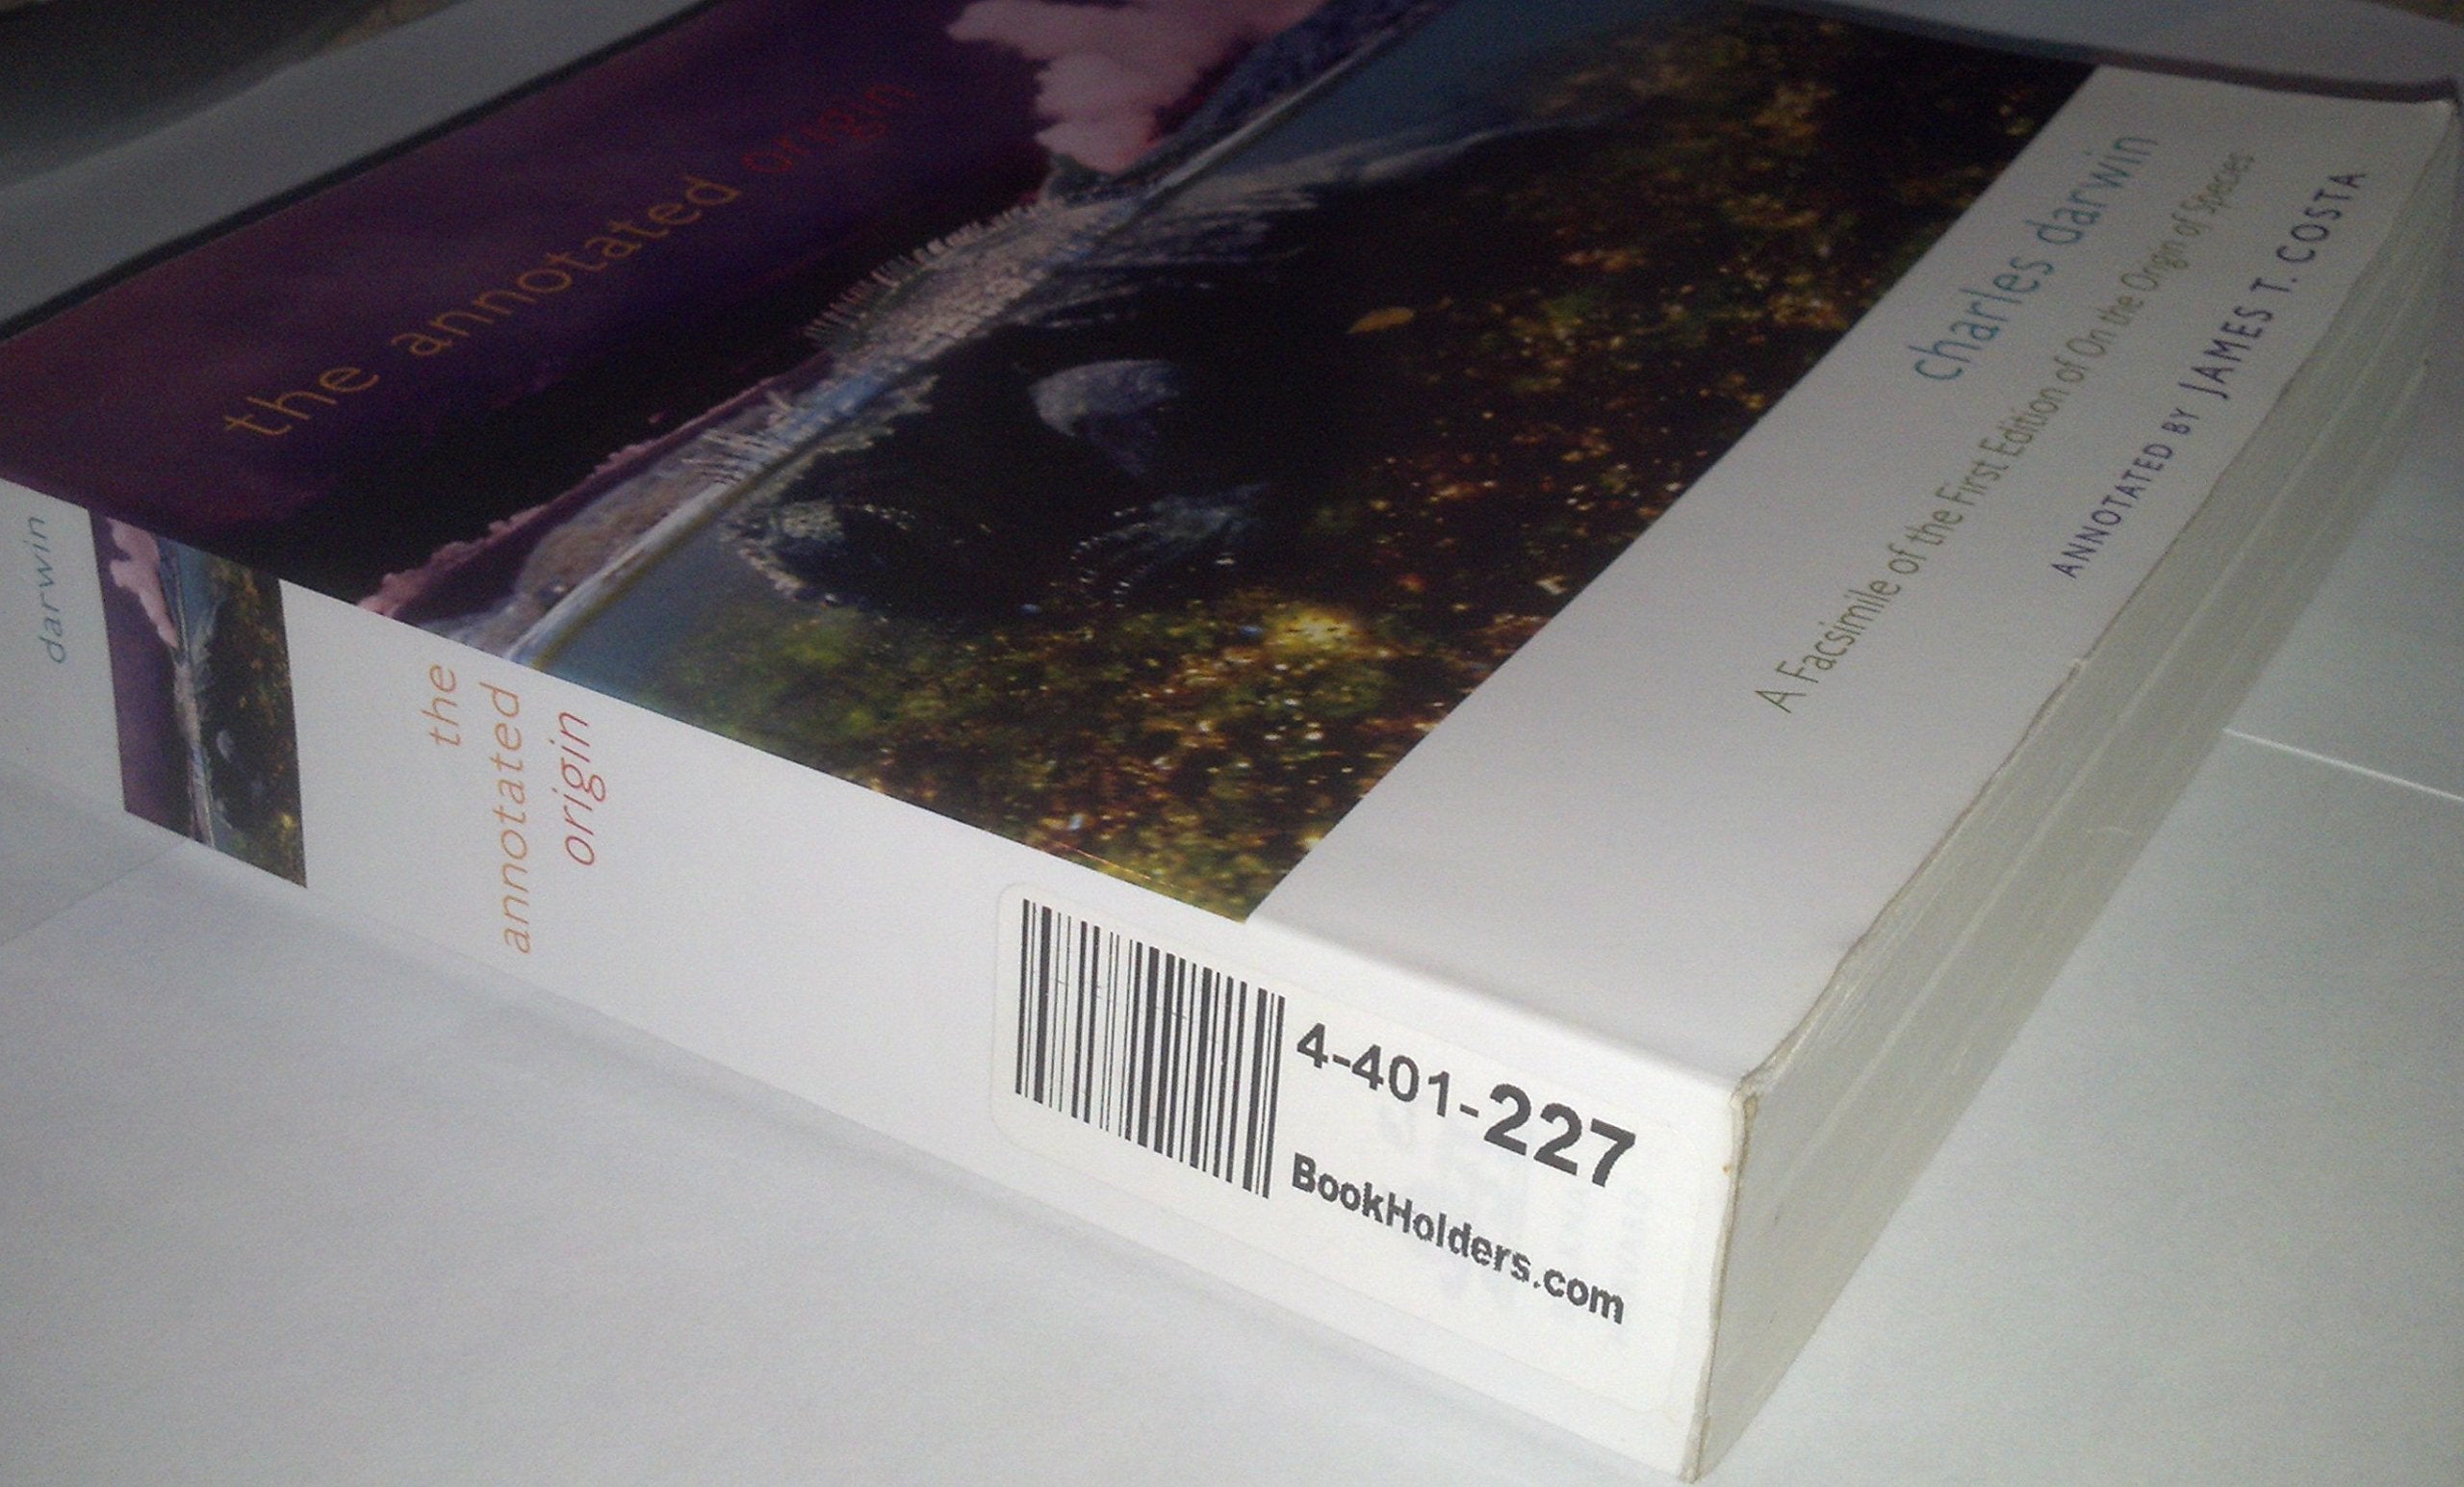 the annotated origin
charles darwin
A Facsimile of the First Edition of On the Origin of Species
ANNOTATED BY JAMES T. COSTA
darwin
the
annotated
origin
4-401-227
BookHolders.com